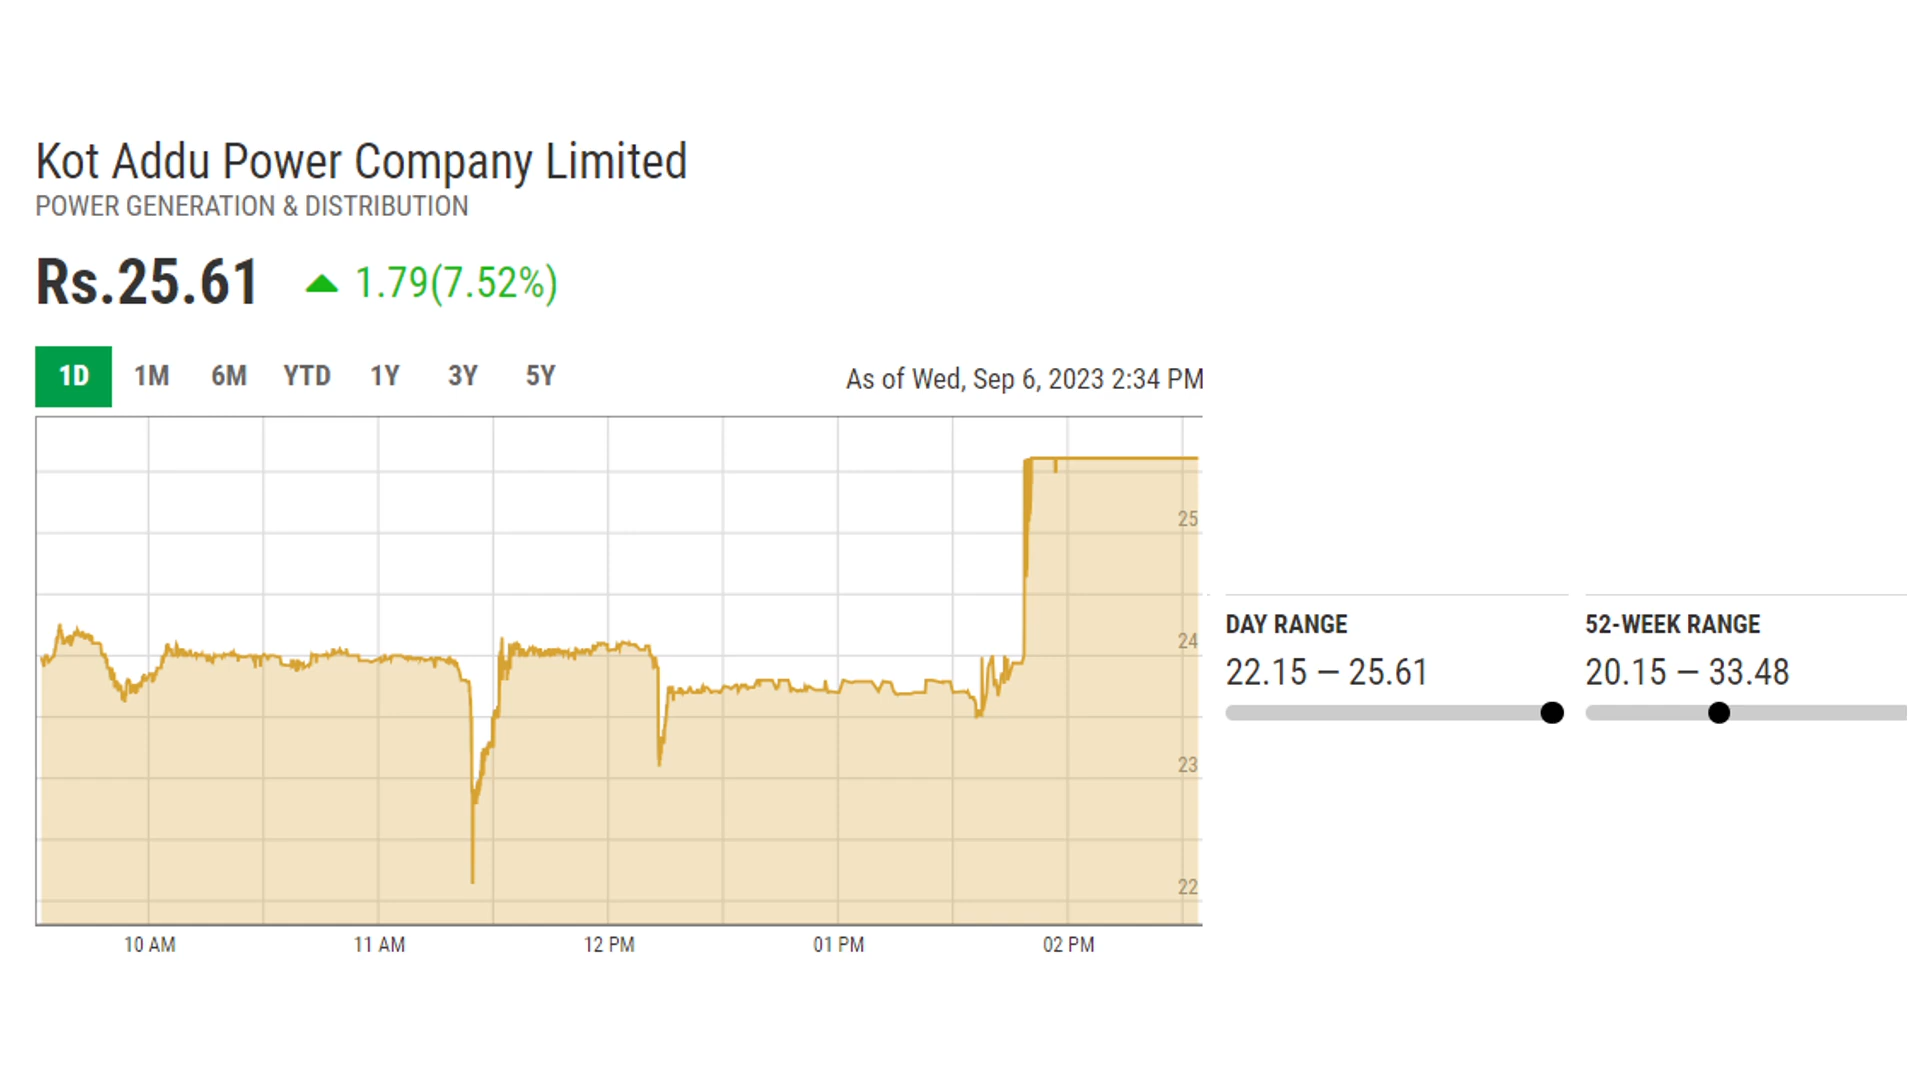 Kot Addu Power Company Limited
POWER GENERATION & DISTRIBUTION
Rs.25.61 ▲ 1.79(7.52%)
1D 1M 6M YTD 1Y 3Y 5Y
As of Wed, Sep 6, 2023 2:34 PM
25
24
23
22
10 AM 11 AM 12 PM 01 PM 02 PM
DAY RANGE
22.15 — 25.61
52-WEEK RANGE
20.15 — 33.48